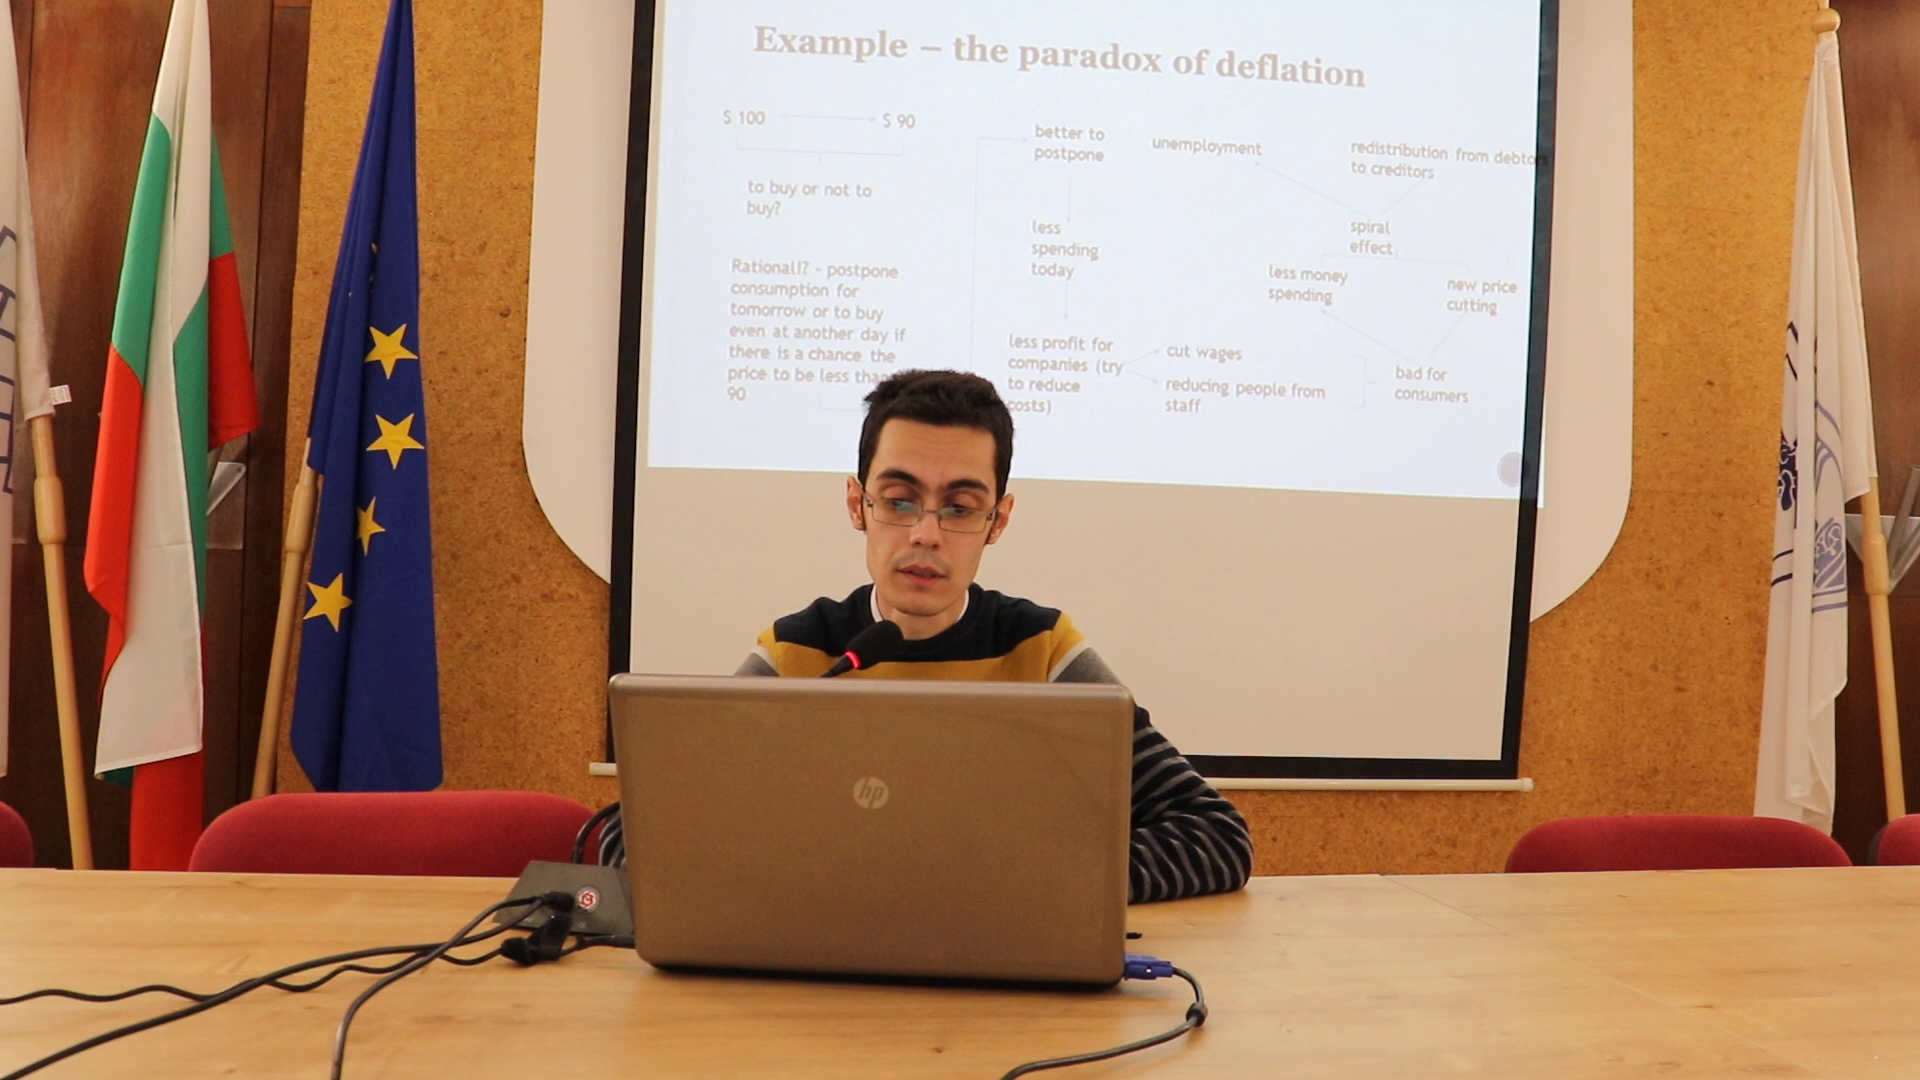 Example – the paradox of deflation
$ 100
$ 90
to buy or not to
buy?
Rational!? - postpone
consumption for
tomorrow or to buy
even at another day if
there is a chance the
price to be less than
90
better to
postpone
less
spending
today
less profit for
companies (try
to reduce
costs)
cut wages
reducing people from
staff
unemployment
redistribution from debtors
to creditors
spiral
effect
less money
spending
new price
cutting
bad for
consumers
hp